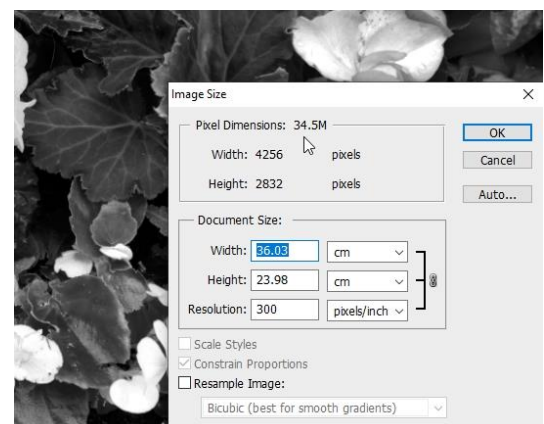 Image Size
Pixel Dimensions: 34.5M
OK
Width: 4256 pixels
Cancel
Height: 2832 pixels
Auto...
Document Size:
Width: 36.03 cm
Height: 23.98 cm
Resolution: 300 pixels/inch
Scale Styles
Constrain Proportions
Resample Image:
Bicubic (best for smooth gradients)